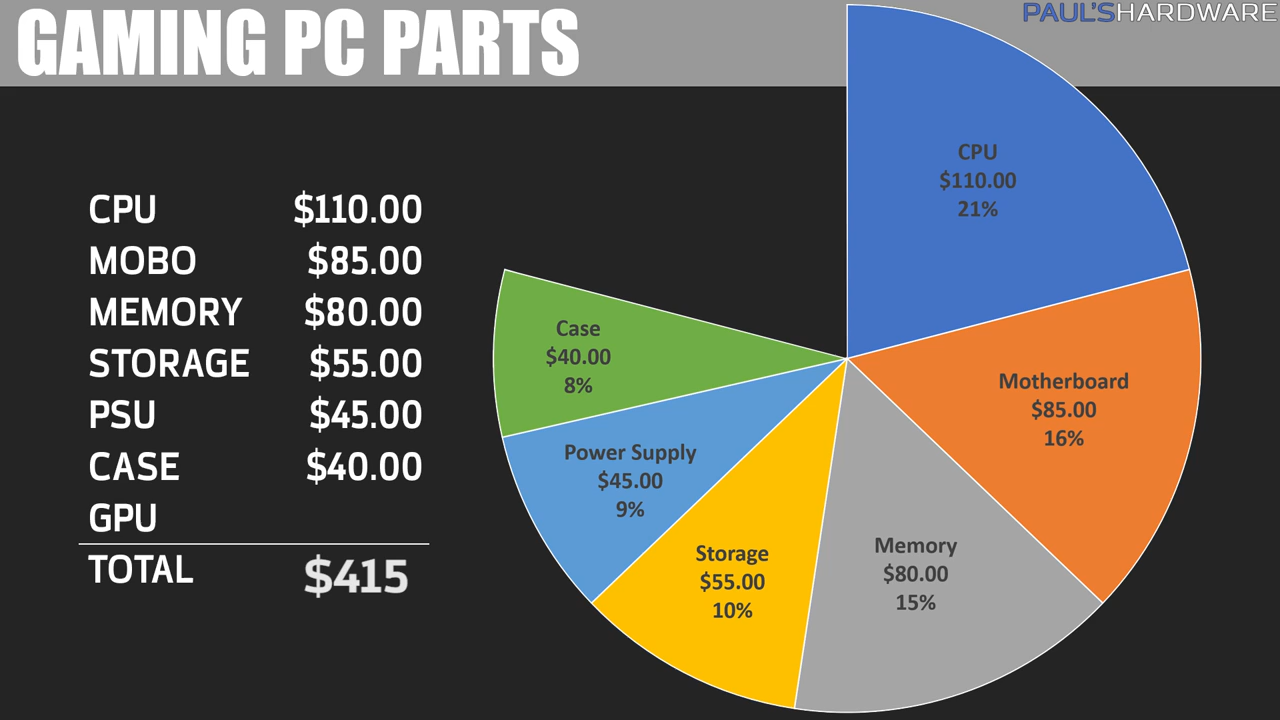 GAMING PC PARTS
PAUL'SHARDWARE
CPU $110.00
MOBO $85.00
MEMORY $80.00
STORAGE $55.00
PSU $45.00
CASE $40.00
GPU
TOTAL $415
CPU
$110.00
21%
Motherboard
$85.00
16%
Memory
$80.00
15%
Storage
$55.00
10%
Power Supply
$45.00
9%
Case
$40.00
8%